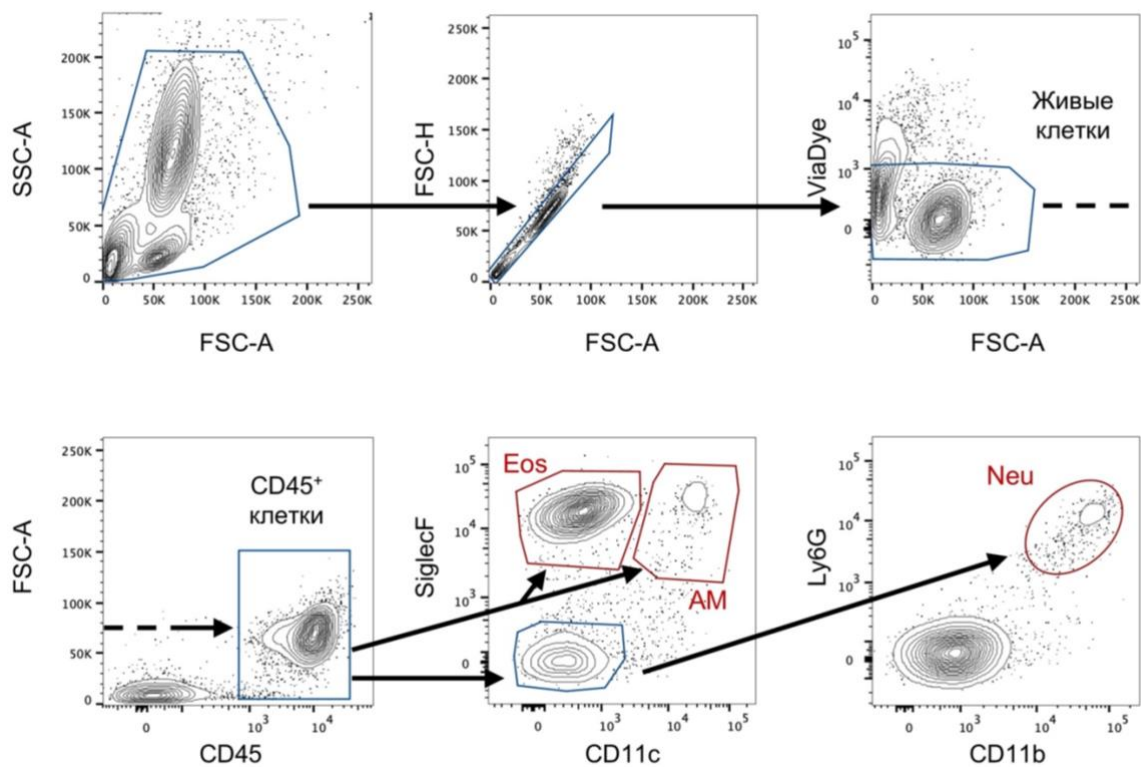 SSC-A
200K
150K
100K
50K
0
0 50K 100K 150K 200K 250K
FSC-A
FSC-H
250K
200K
150K
100K
50K
0
0 50K 100K 150K 200K 250K
FSC-A
ViaDye
10⁵
10⁴
10³
0
Живые
клетки
0 50K 100K 150K 200K 250K
FSC-A
FSC-A
250K
200K
150K
100K
50K
0
CD45⁺
клетки
0 10³ 10⁴
CD45
SiglecF
10⁵
10⁴
10³
0
Eos
AM
0 10³ 10⁴ 10⁵
CD11c
Ly6G
10⁵
10⁴
10³
0
Neu
0 10³ 10⁴ 10⁵
CD11b